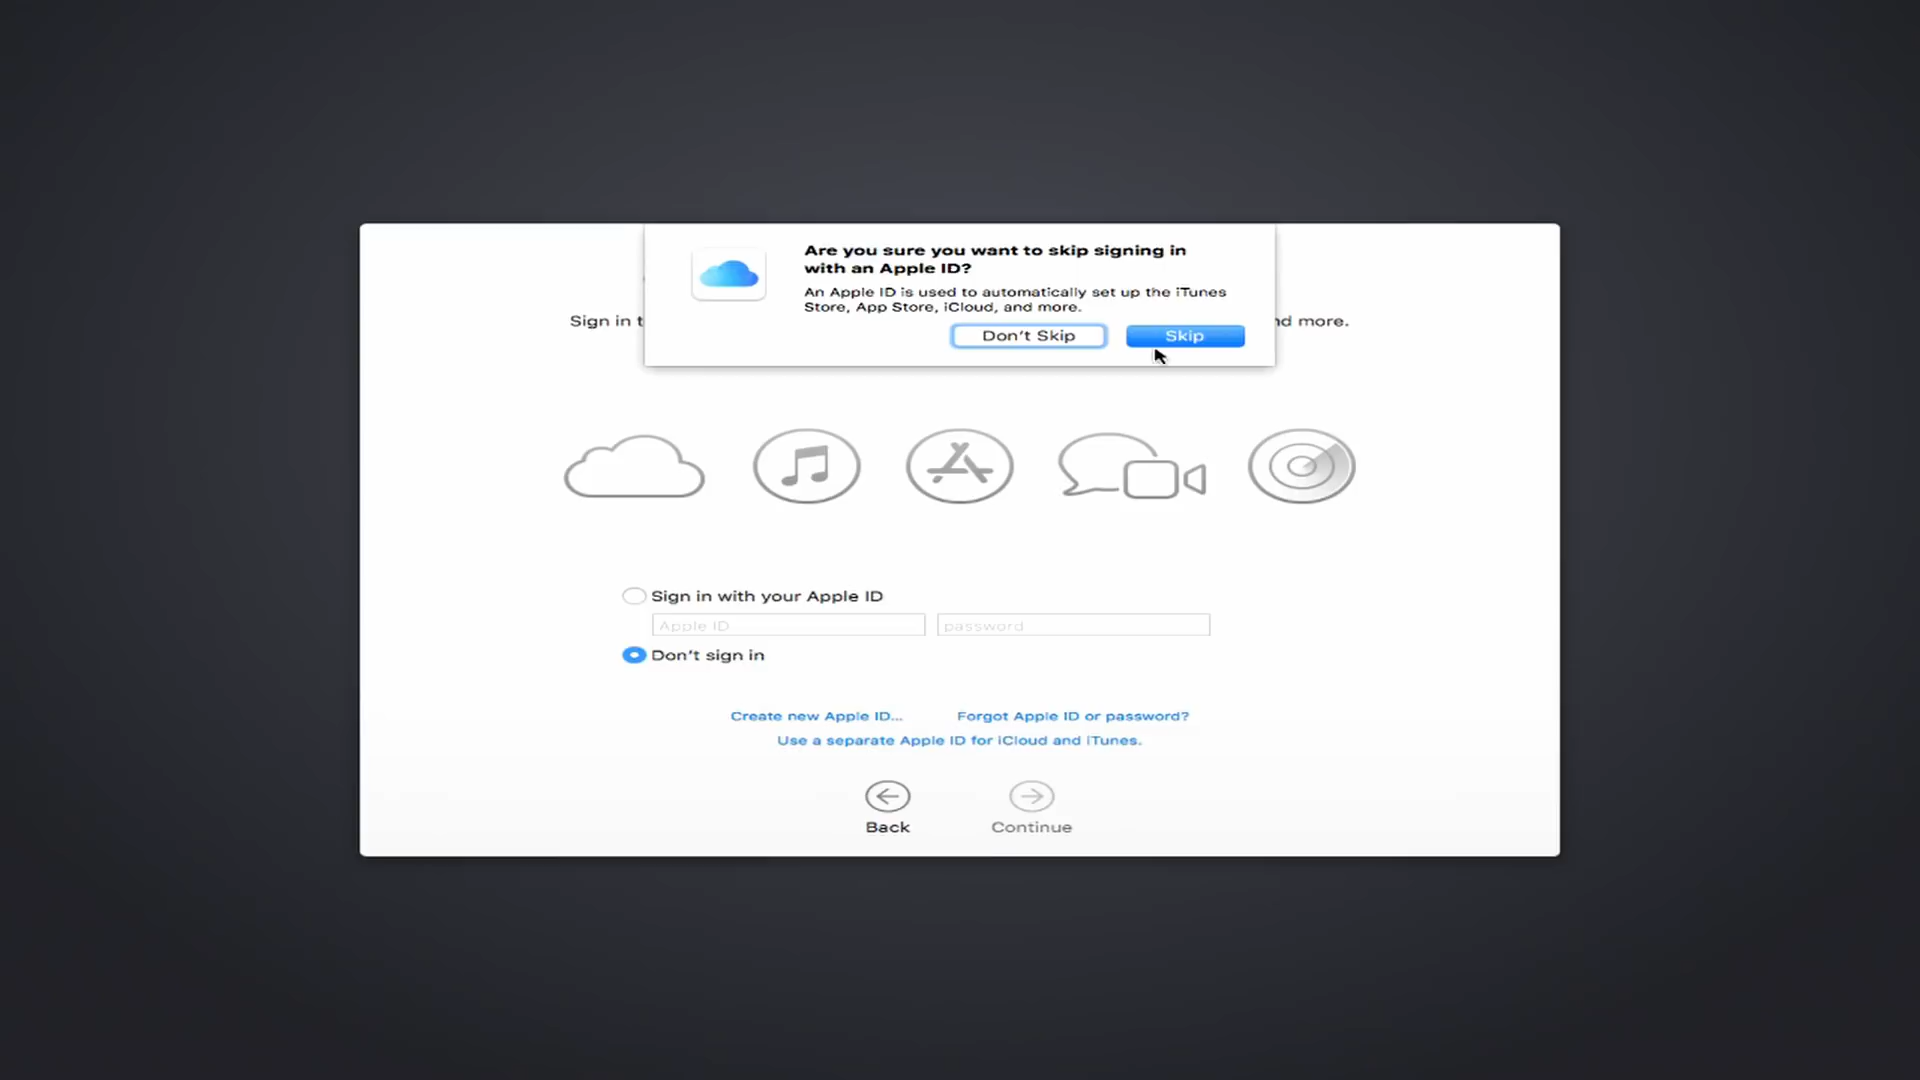 Are you sure you want to skip signing in
with an Apple ID?
An Apple ID is used to automatically set up the iTunes
Store, App Store, iCloud, and more.
Don't Skip
Skip
Sign in t
nd more.
Sign in with your Apple ID
Apple ID
password
Don't sign in
Create new Apple ID...
Forgot Apple ID or password?
Use a separate Apple ID for iCloud and iTunes.
Back
Continue